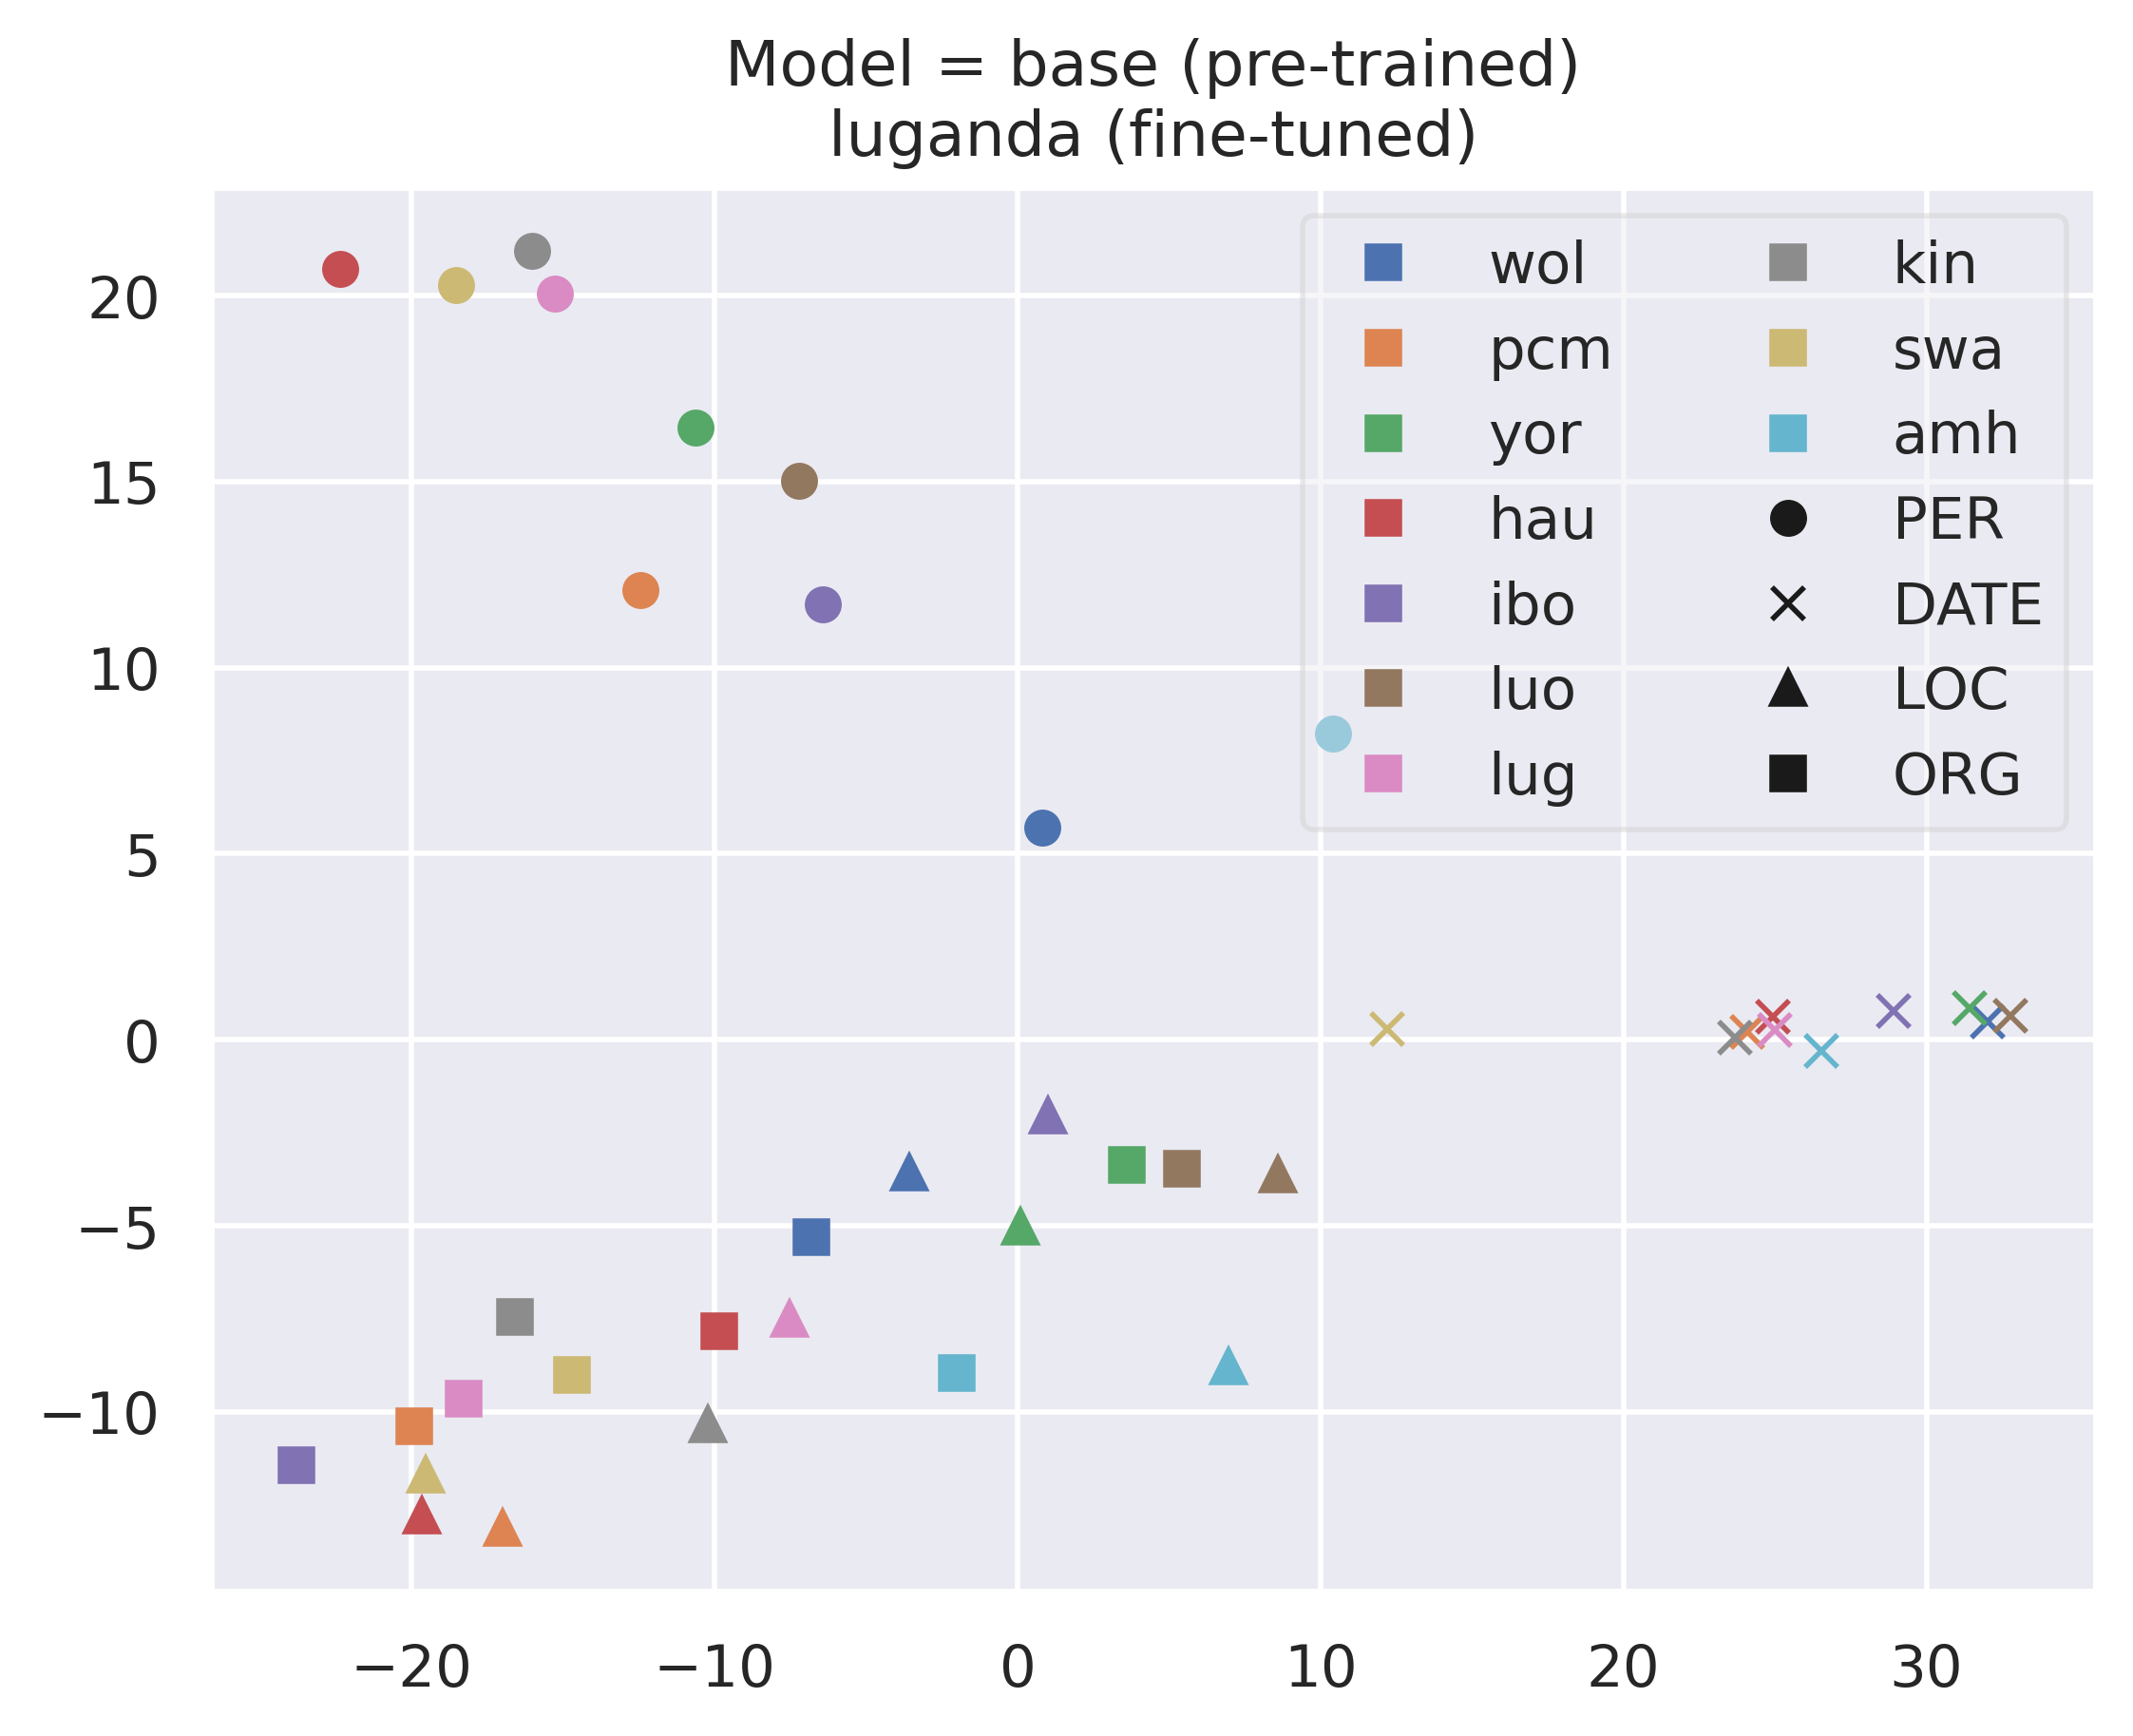 Model = base (pre-trained)
luganda (fine-tuned)
wol
pcm
yor
hau
ibo
luo
lug
kin
swa
amh
PER
DATE
LOC
ORG
20
15
10
5
0
−5
−10
−20
−10
0
10
20
30